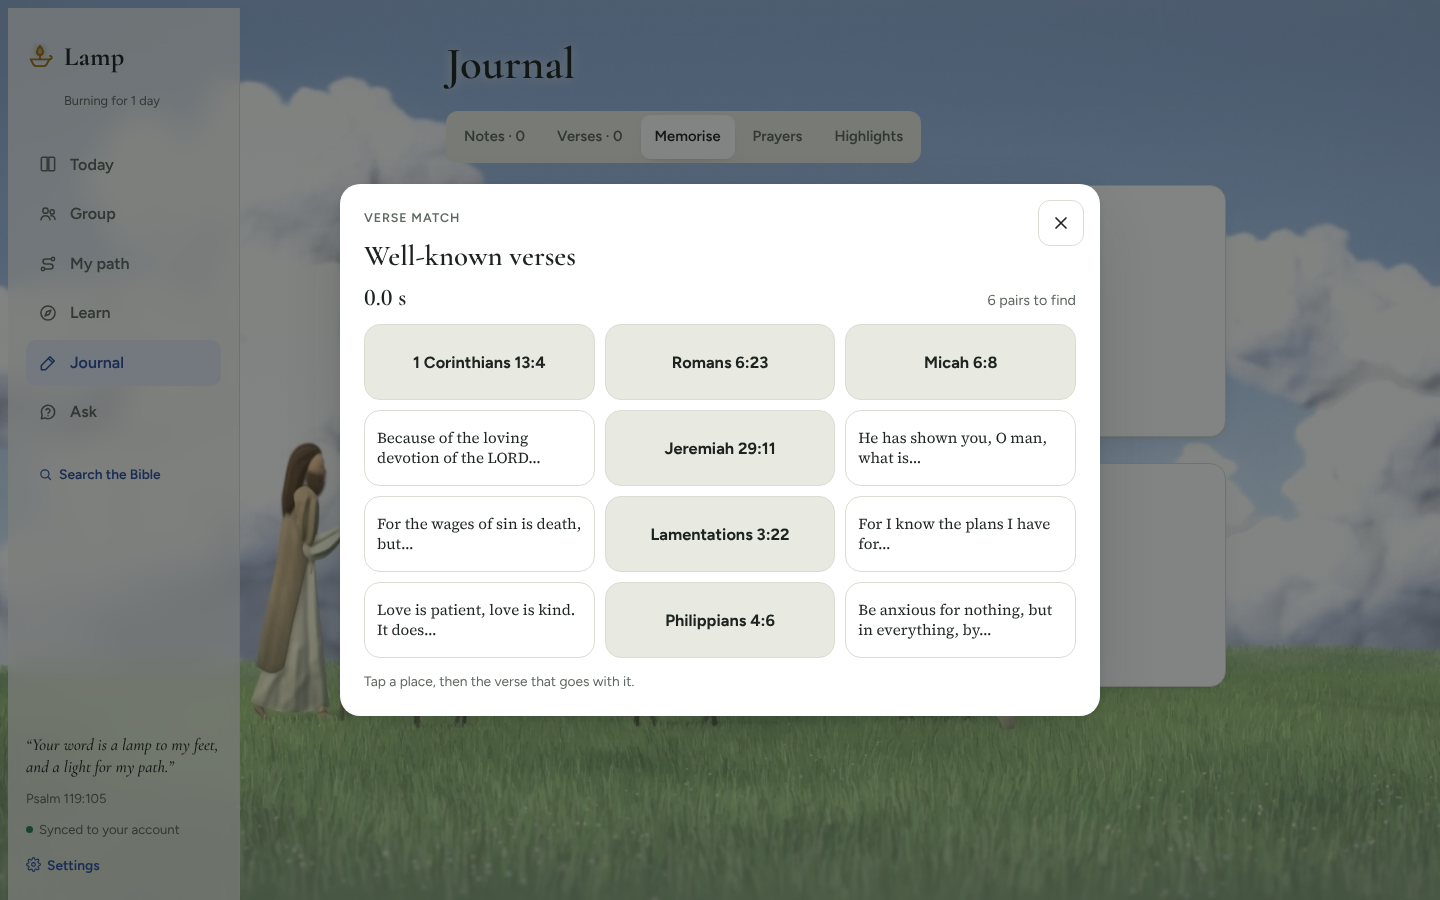 Lamp
Burning for 1 day
Today
Group
My path
Learn
Journal
Ask
Search the Bible
“Your word is a lamp to my feet,
and a light for my path.”
Psalm 119:105
Synced to your account
Settings
Journal
Notes · 0
Verses · 0
Memorise
Prayers
Highlights
VERSE MATCH
Well-known verses
0.0 s
6 pairs to find
1 Corinthians 13:4
Romans 6:23
Micah 6:8
Because of the loving
devotion of the LORD...
Jeremiah 29:11
He has shown you, O man,
what is...
For the wages of sin is death,
but...
Lamentations 3:22
For I know the plans I have
for...
Love is patient, love is kind.
It does...
Philippians 4:6
Be anxious for nothing, but
in everything, by...
Tap a place, then the verse that goes with it.